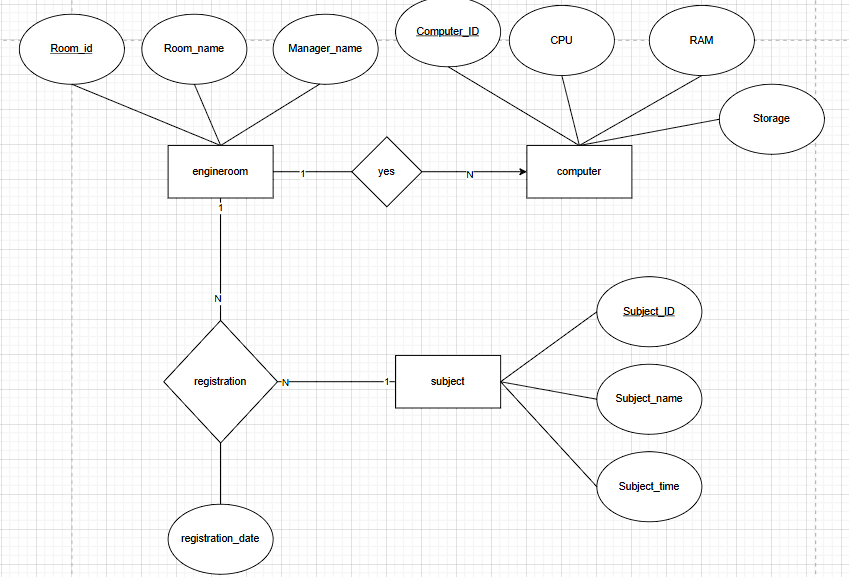 Room_id
Room_name
Manager_name
Computer_ID
CPU
RAM
Storage
engineroom
1
yes
N
computer
1
N
registration
N
1
subject
Subject_ID
Subject_name
Subject_time
registration_date